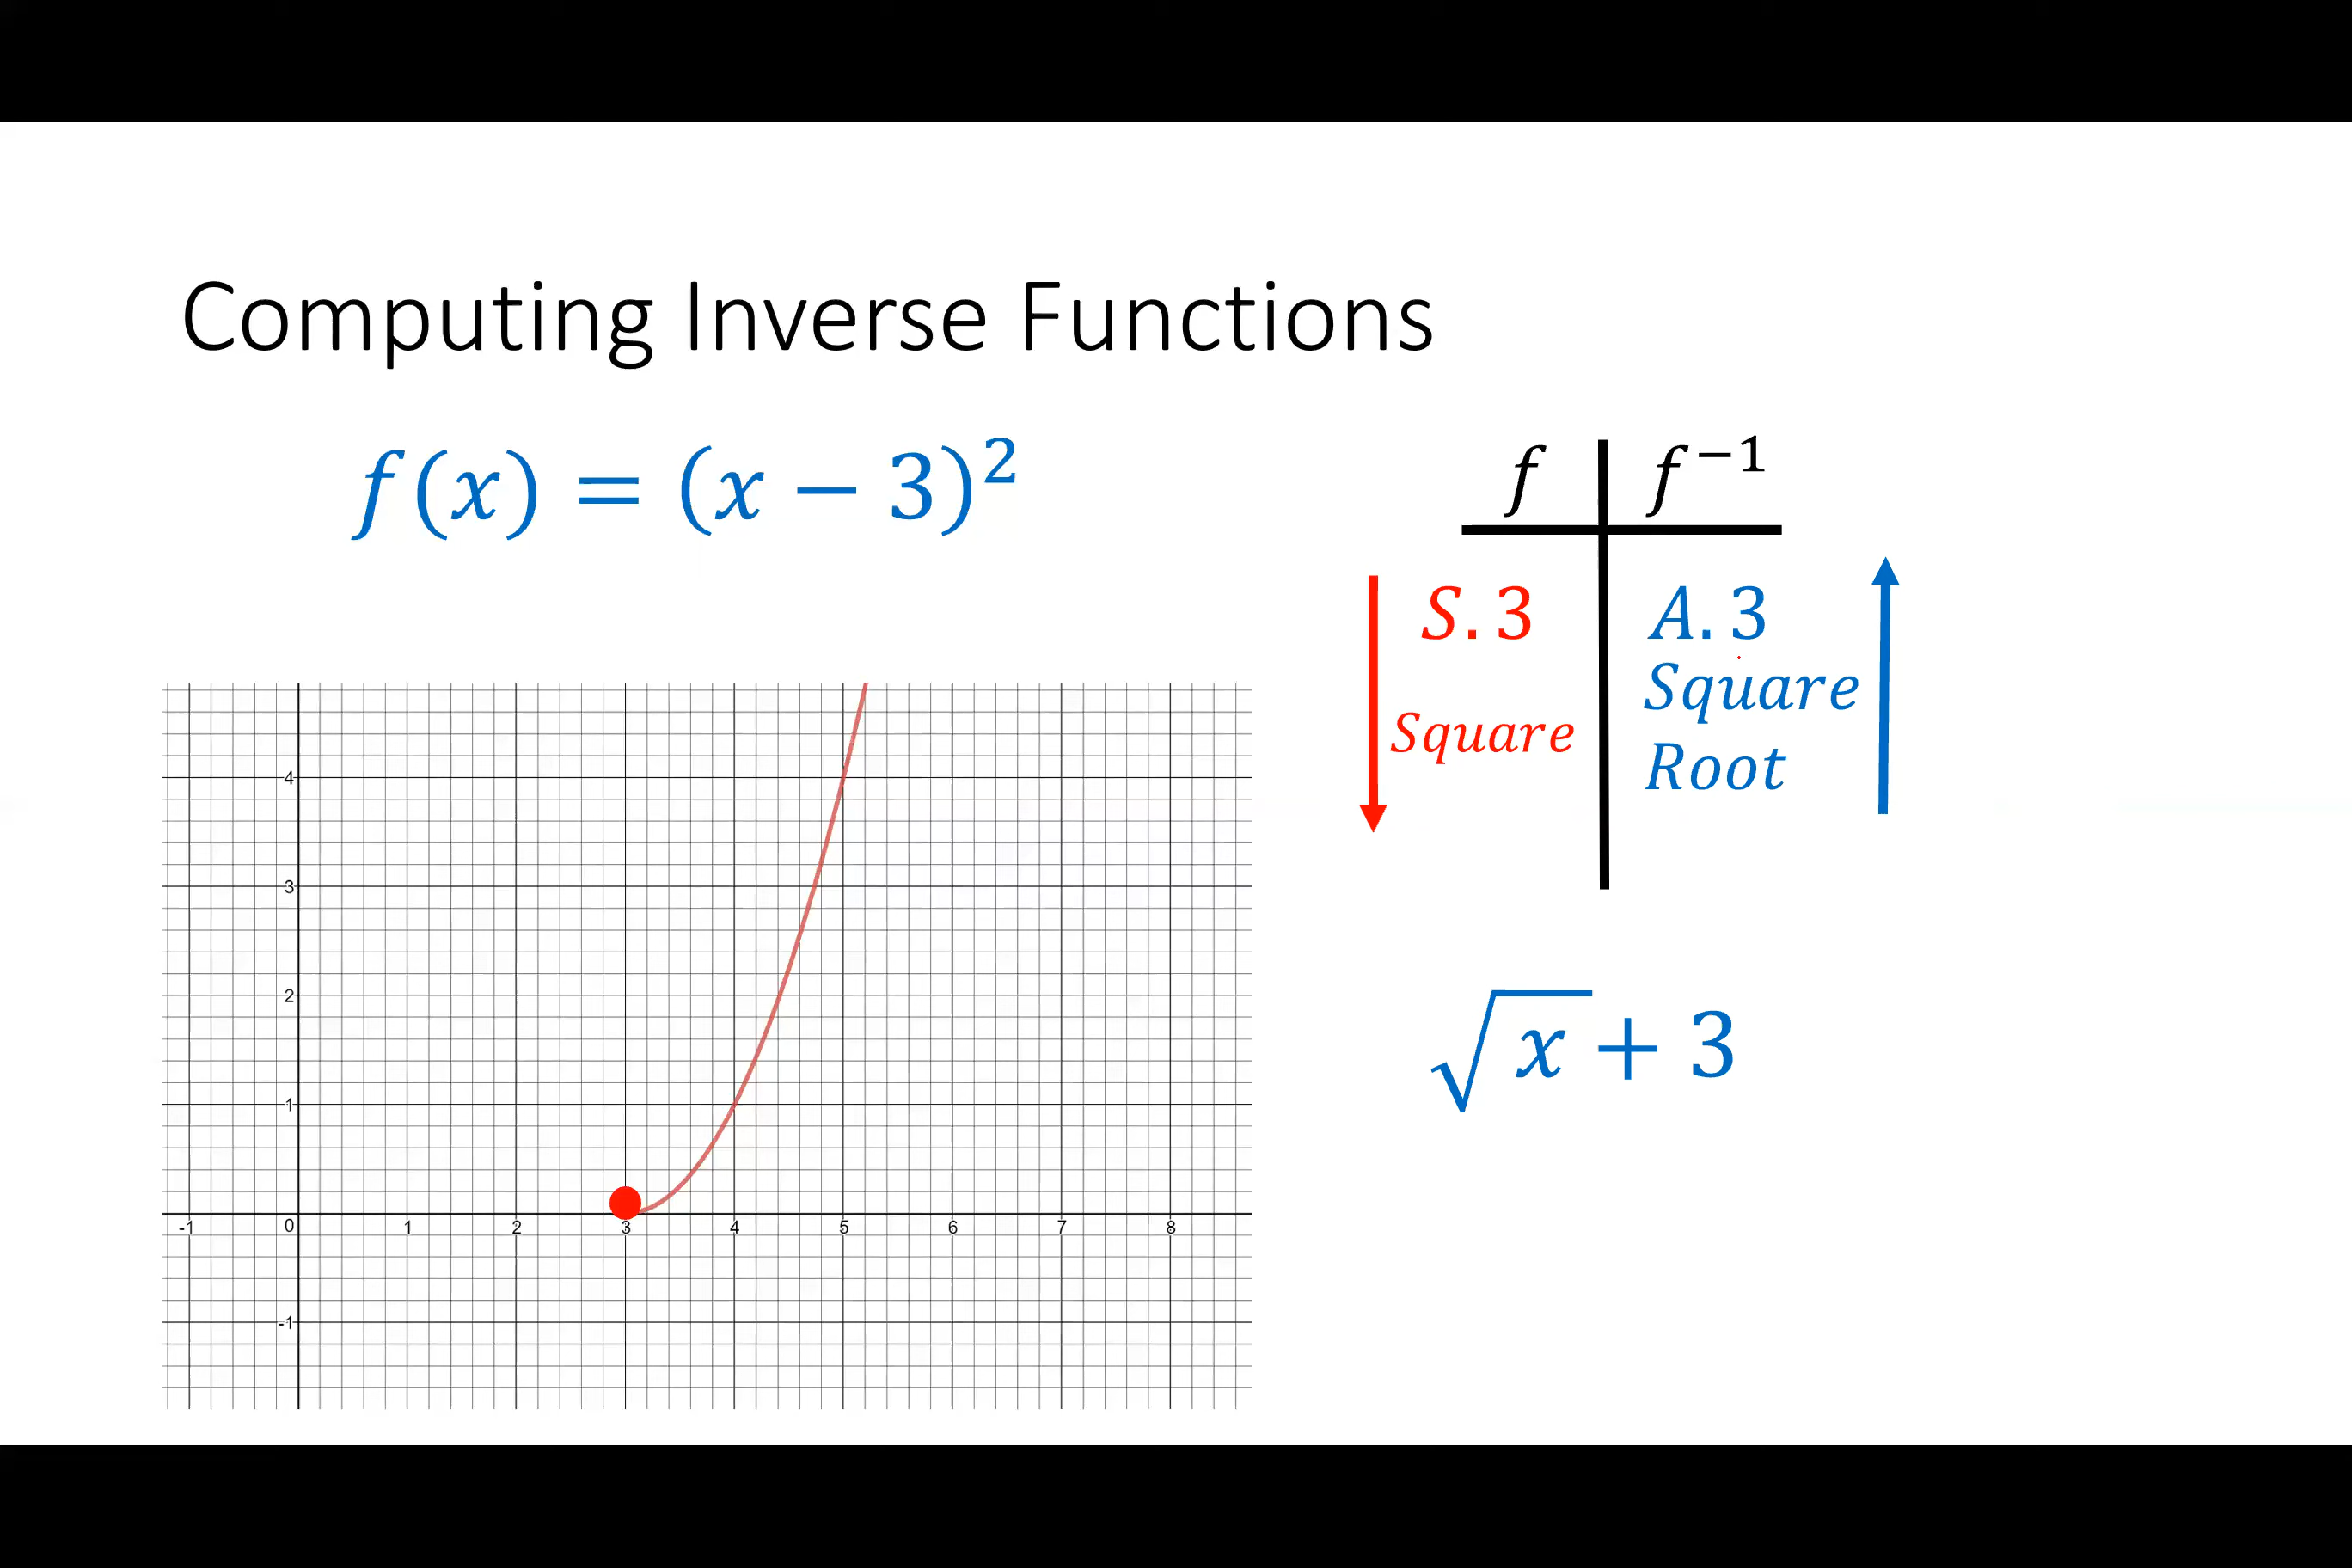 Computing Inverse Functions
f(x) = (x − 3)²
f f⁻¹
S. 3 A. 3
Square Square
Root
√x + 3
4
3
2
1
-1 0 1 2 3 4 5 6 7 8
-1